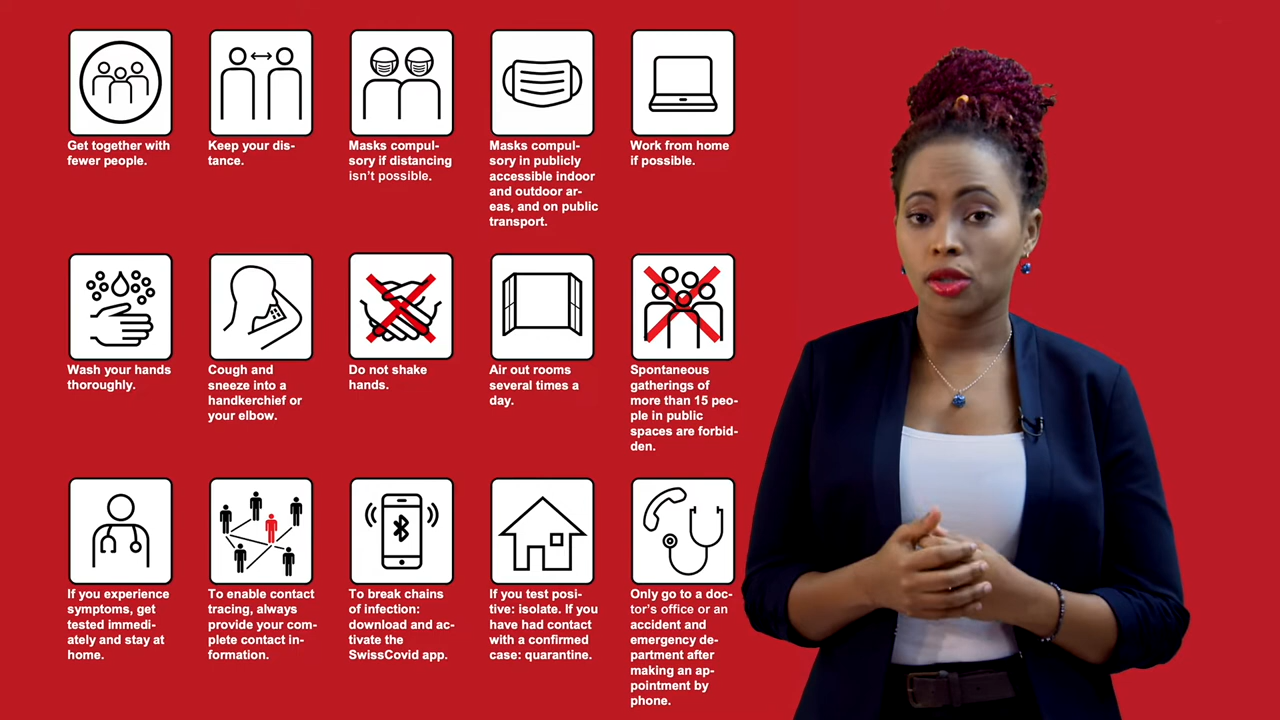 Get together with
fewer people.
Keep your dis-
tance.
Masks compul-
sory if distancing
isn't possible.
Masks compul-
sory in publicly
accessible indoor
and outdoor ar-
eas, and on public
transport.
Work from home
if possible.
Wash your hands
thoroughly.
Cough and
sneeze into a
handkerchief or
your elbow.
Do not shake
hands.
Air out rooms
several times a
day.
Spontaneous
gatherings of
more than 15 peo-
ple in public
spaces are forbid-
den.
If you experience
symptoms, get
tested immedi-
ately and stay at
home.
To enable contact
tracing, always
provide your com-
plete contact in-
formation.
To break chains
of infection:
download and ac-
tivate the
SwissCovid app.
If you test posi-
tive: isolate. If you
have had contact
with a confirmed
case: quarantine.
Only go to a doc-
tor's office or an
accident and
emergency de-
partment after
making an ap-
pointment by
phone.